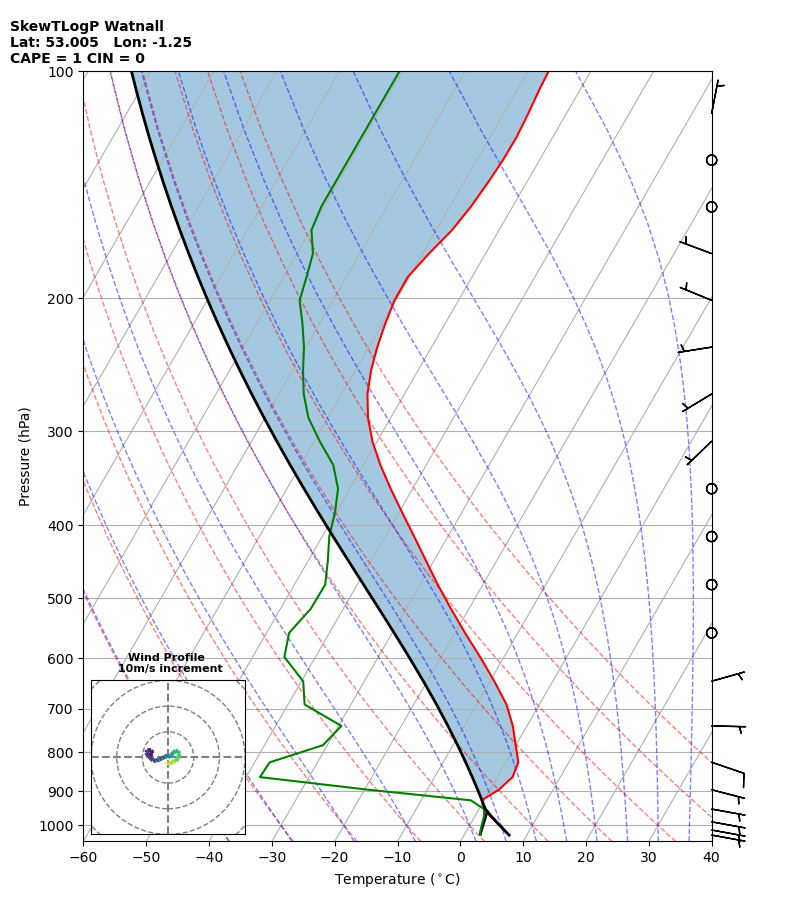 SkewTLogP Watnall
Lat: 53.005   Lon: -1.25
CAPE = 1 CIN = 0
100
200
300
400
500
600
700
800
900
1000
Pressure (hPa)
Wind Profile
10m/s increment
−60 −50 −40 −30 −20 −10 0 10 20 30 40
Temperature (°C)